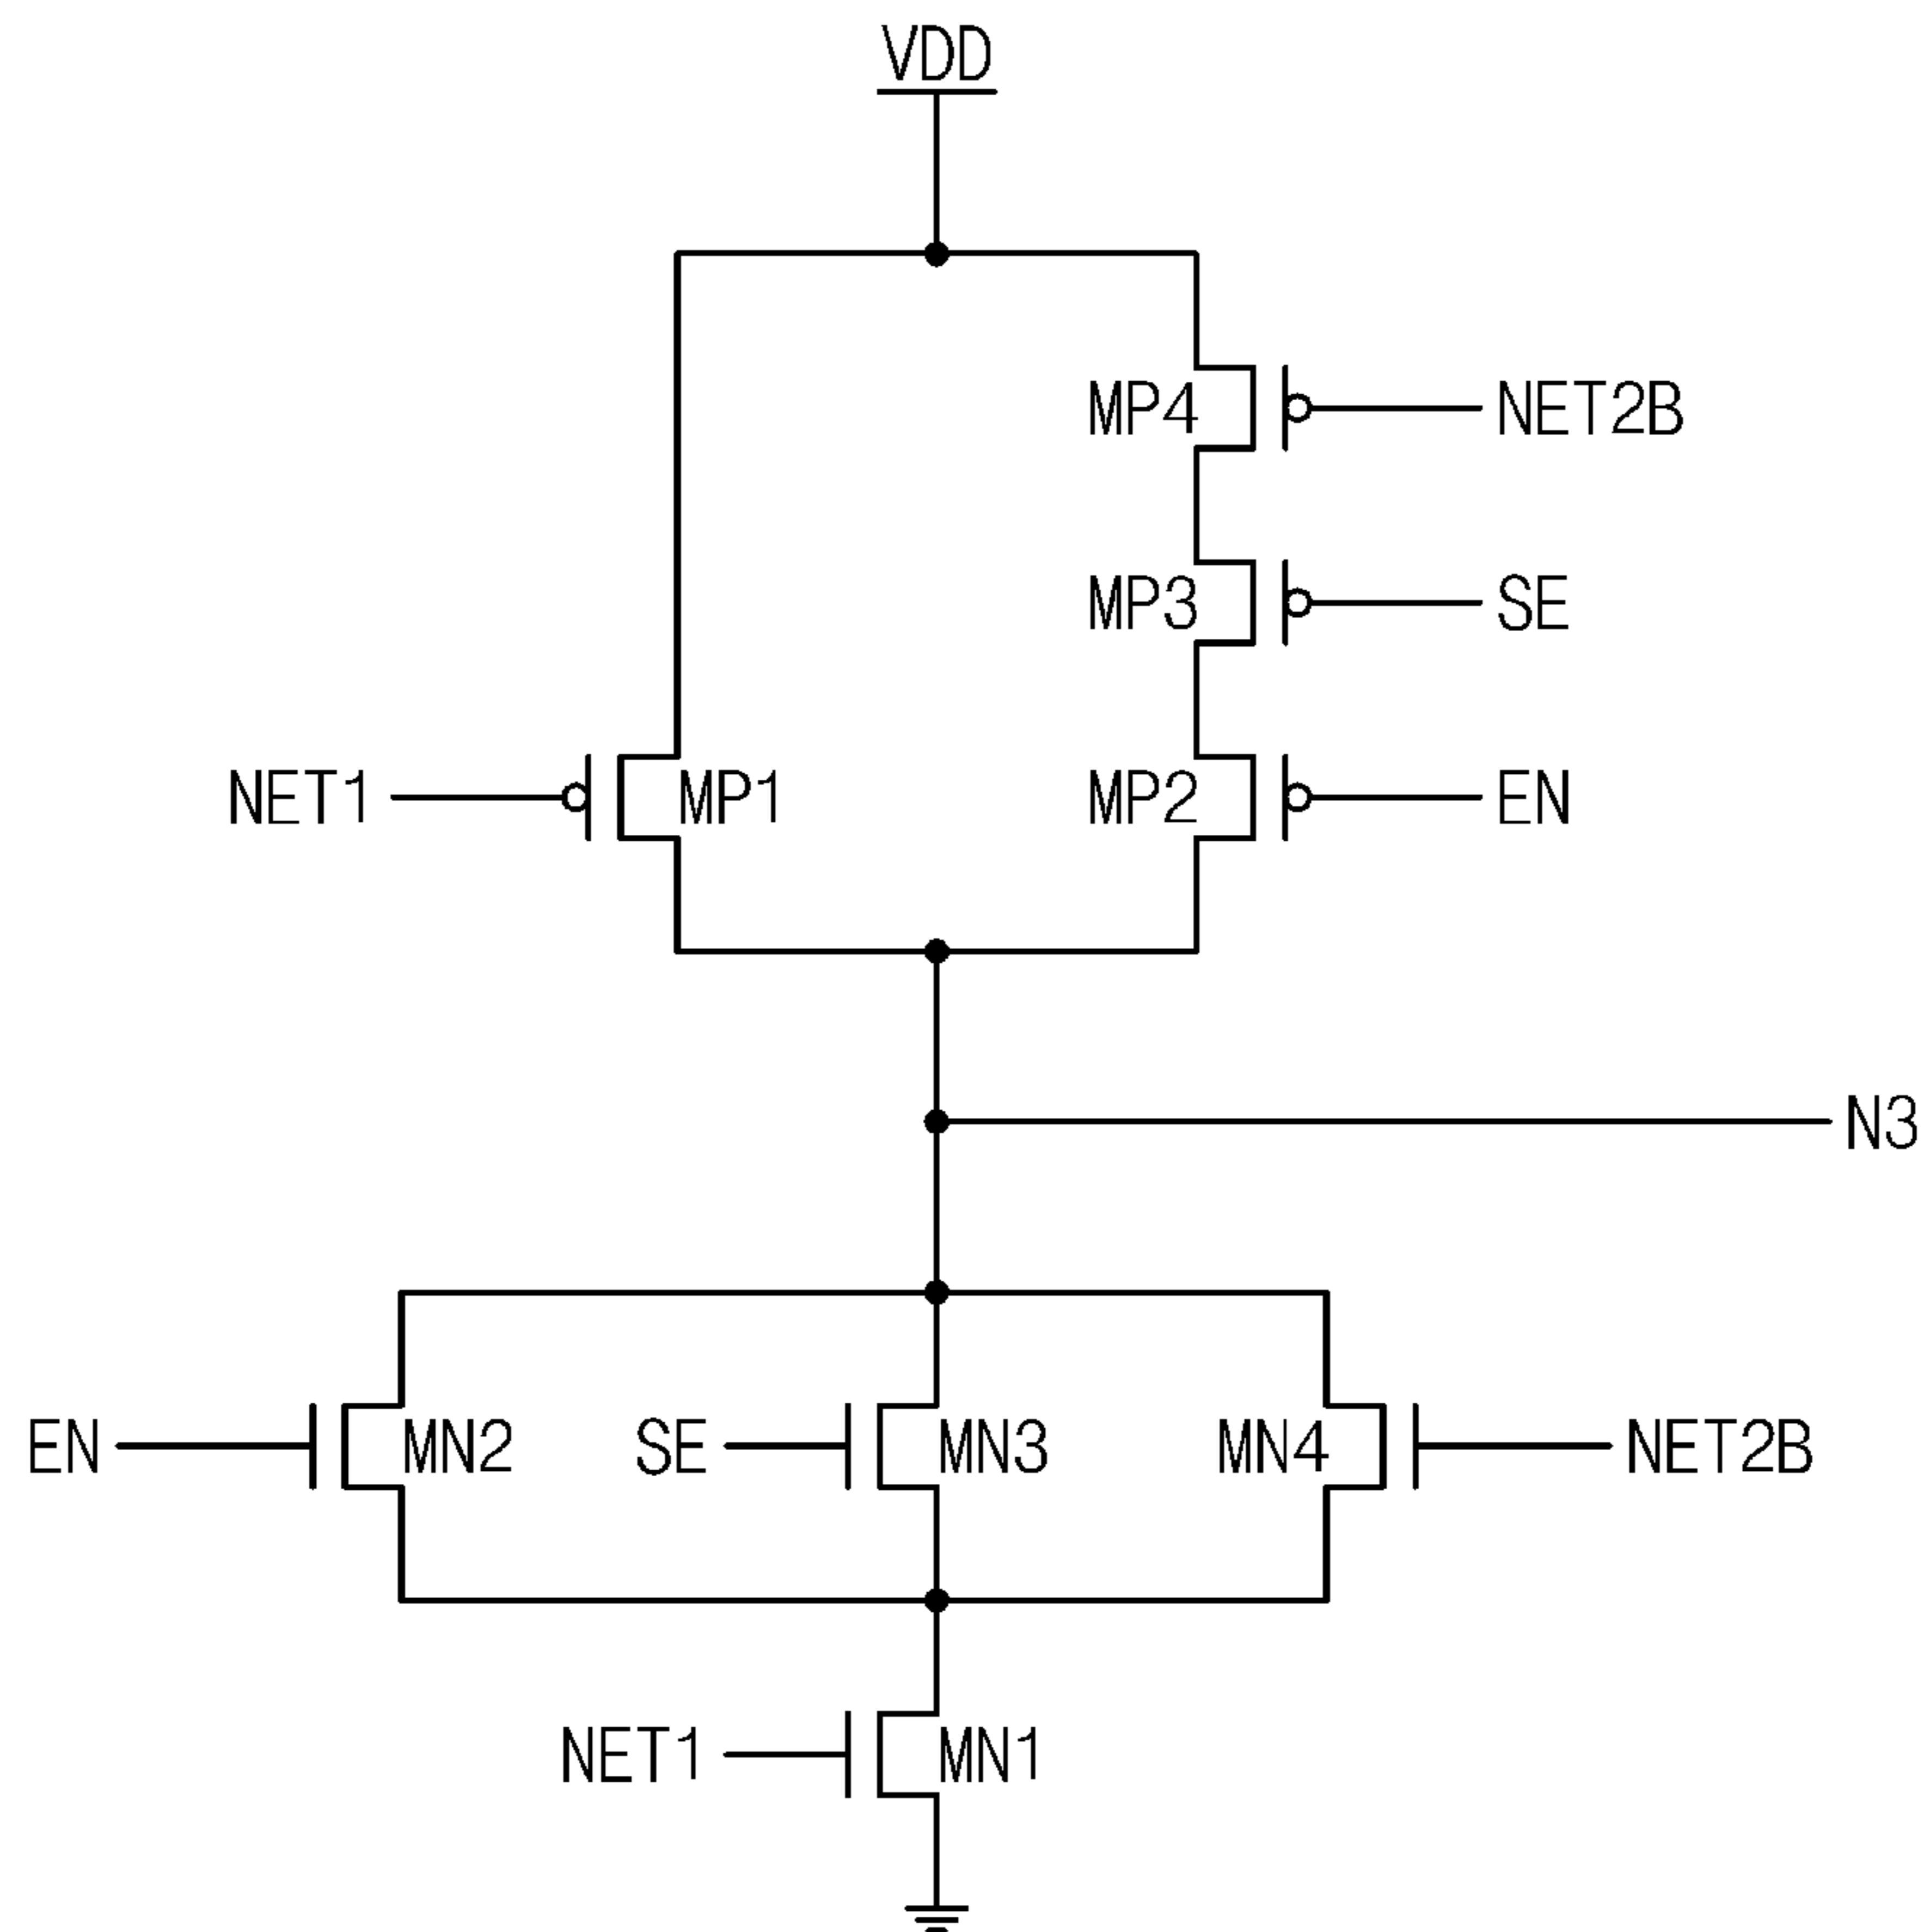 VDD
MP4 NET2B
MP3 SE
NET1 MP1 MP2 EN
N3
EN MN2 SE MN3 MN4 NET2B
NET1 MN1